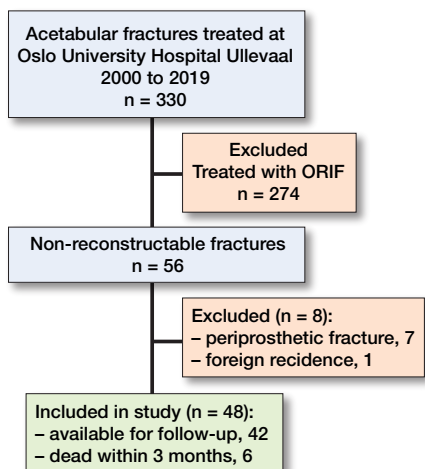 Acetabular fractures treated at
Oslo University Hospital Ullevaal
2000 to 2019
n = 330
Excluded
Treated with ORIF
n = 274
Non-reconstructable fractures
n = 56
Excluded (n = 8):
– periprosthetic fracture, 7
– foreign recidence, 1
Included in study (n = 48):
– available for follow-up, 42
– dead within 3 months, 6